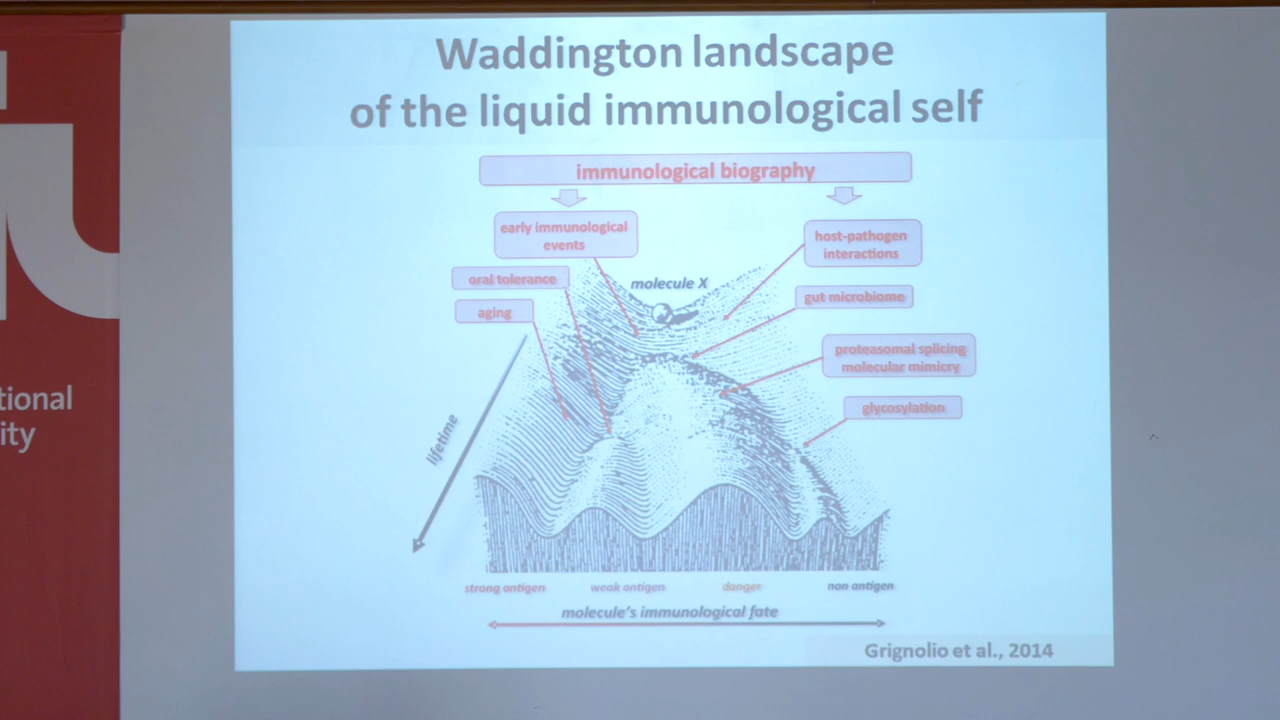 Waddington landscape
of the liquid immunological self
immunological biography
early immunological
events
host-pathogen
interactions
oral tolerance
molecule X
gut microbiome
aging
proteasomal splicing
molecular mimicry
glycosylation
lifetime
strong antigen
weak antigen
danger
non antigen
molecule's immunological fate
Grignolio et al., 2014
tional
ity